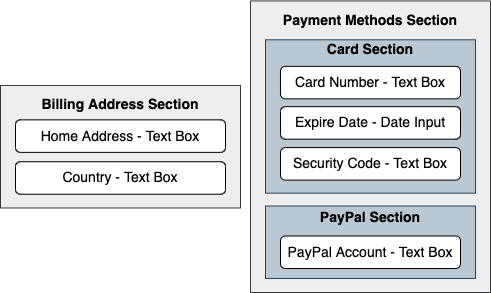 Billing Address Section
Home Address - Text Box
Country - Text Box
Payment Methods Section
Card Section
Card Number - Text Box
Expire Date - Date Input
Security Code - Text Box
PayPal Section
PayPal Account - Text Box